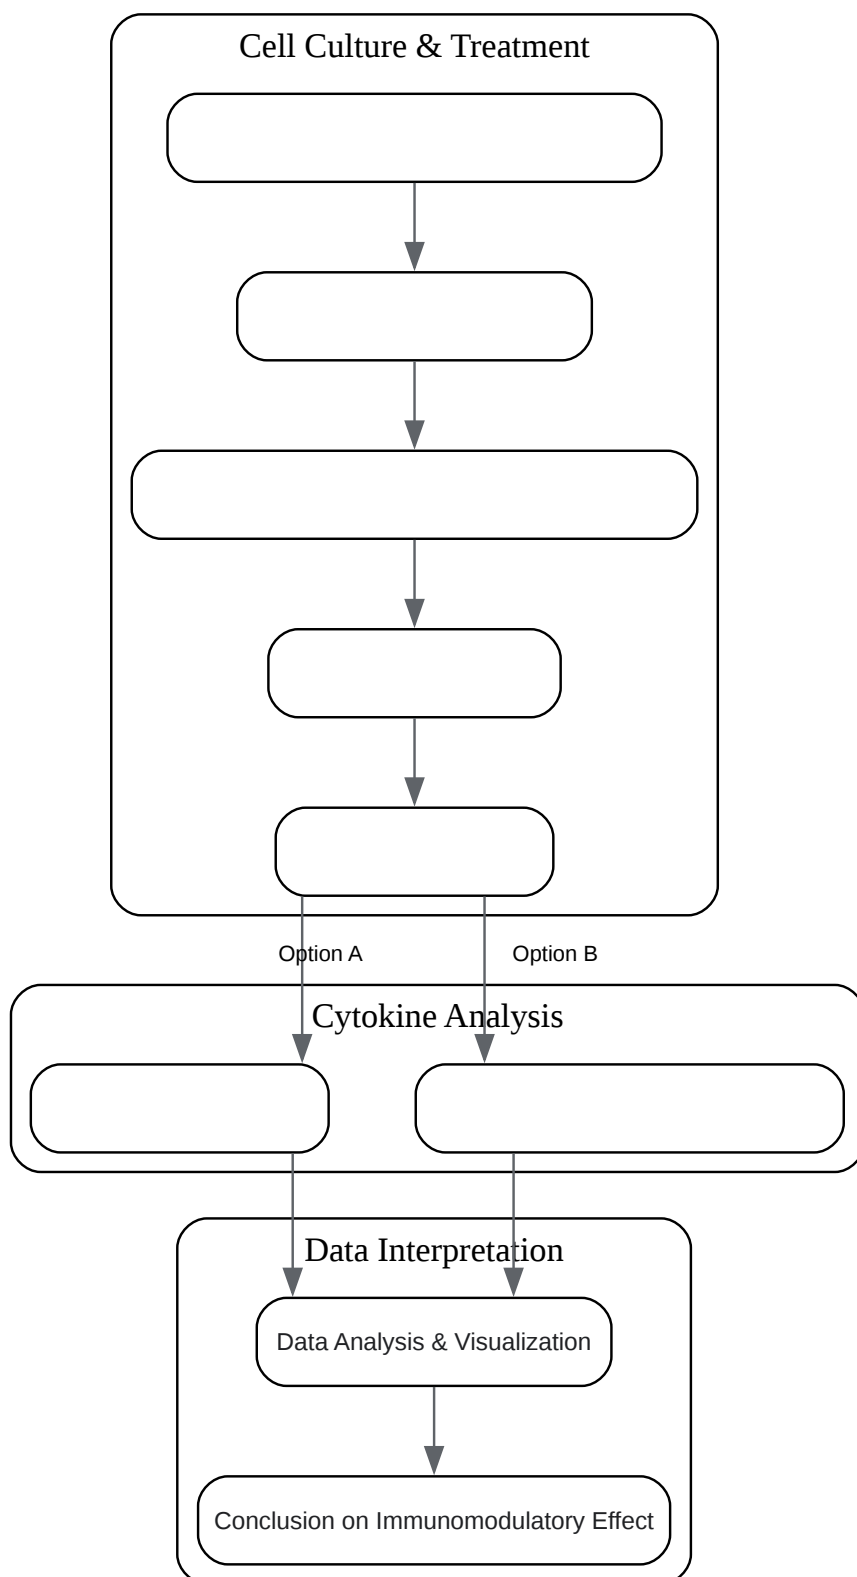 Cell Culture & Treatment
Option A
Option B
Cytokine Analysis
Data Interpretation
Data Analysis & Visualization
Conclusion on Immunomodulatory Effect